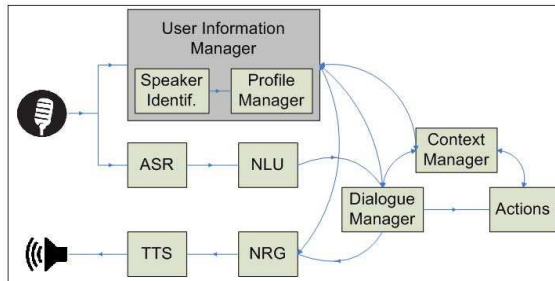 User Information
Manager
Speaker
Identif.
Profile
Manager
ASR
NLU
Context
Manager
Dialogue
Manager
Actions
TTS
NRG